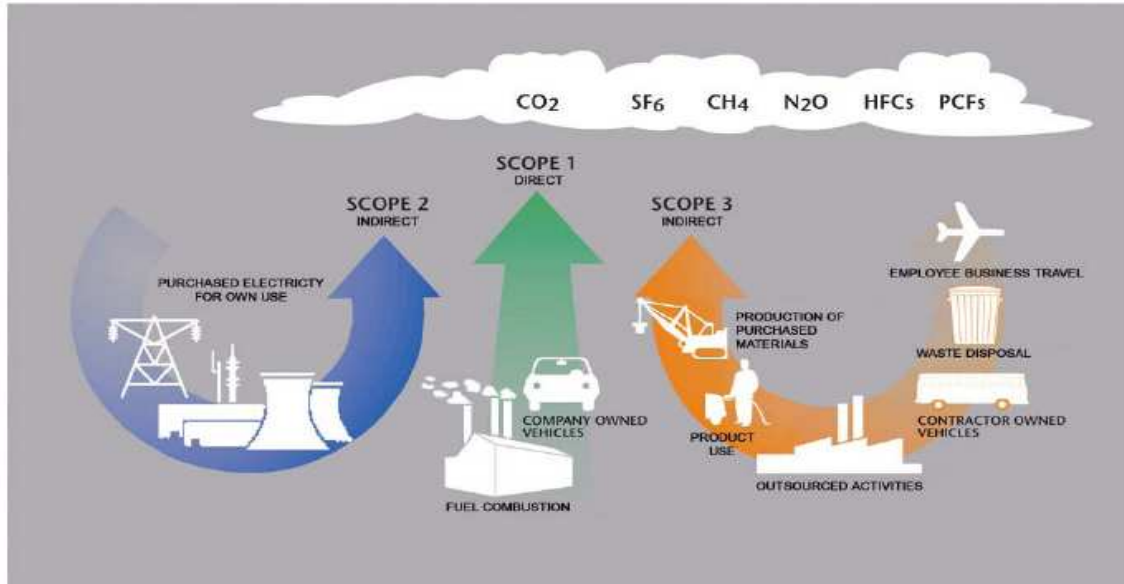 CO2 SF6 CH4 N2O HFCs PCFs
SCOPE 1
DIRECT
SCOPE 2
INDIRECT
SCOPE 3
INDIRECT
PURCHASED ELECTRICTY
FOR OWN USE
COMPANY OWNED
VEHICLES
FUEL COMBUSTION
PRODUCTION OF
PURCHASED
MATERIALS
PRODUCT
USE
OUTSOURCED ACTIVITIES
EMPLOYEE BUSINESS TRAVEL
WASTE DISPOSAL
CONTRACTOR OWNED
VEHICLES